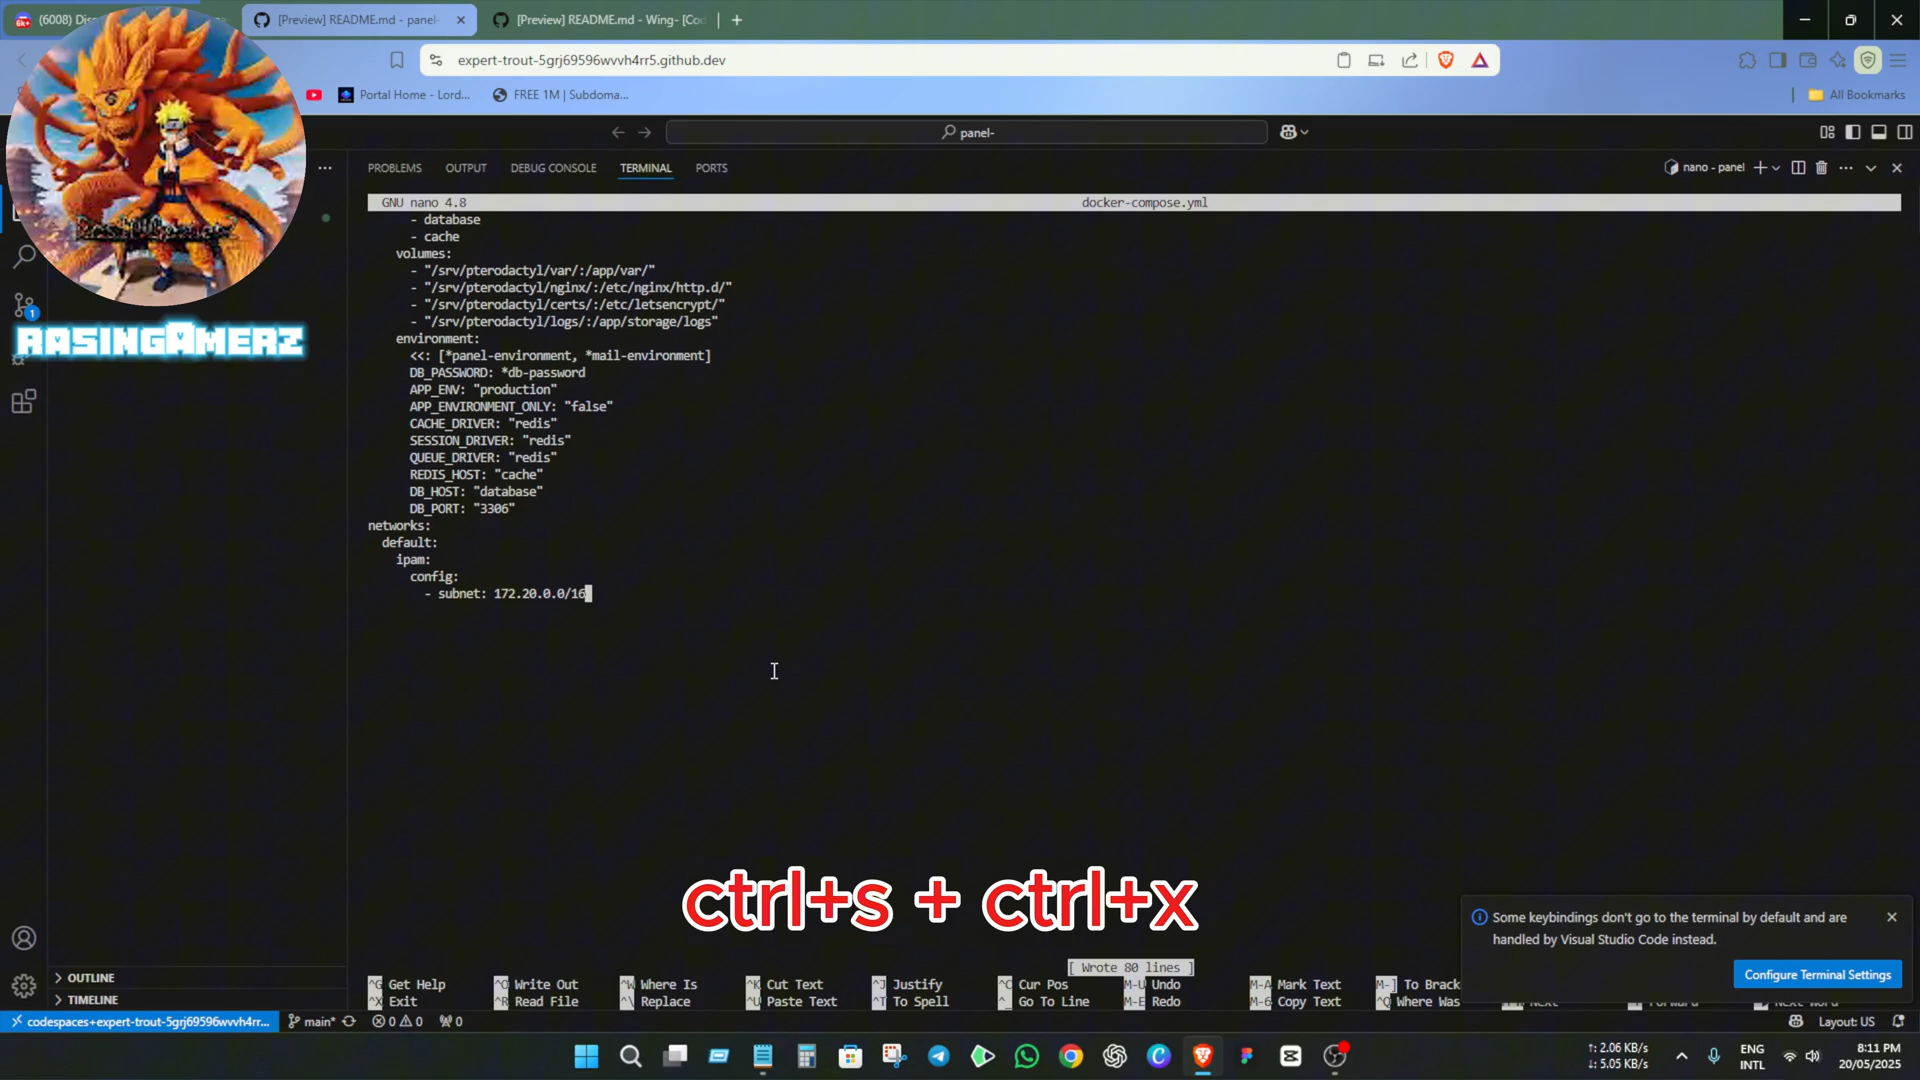 (6008) Dis
[Preview] README.md - panel-
[Preview] README.md - Wing- [Cod
expert-trout-5grj69596wvvh4rr5.github.dev
Portal Home - Lord...
FREE 1M | Subdoma...
All Bookmarks
panel-
PROBLEMS
OUTPUT
DEBUG CONSOLE
TERMINAL
PORTS
nano - panel
GNU nano 4.8
docker-compose.yml
- database
- cache
volumes:
- "/srv/pterodactyl/var/:/app/var/"
- "/srv/pterodactyl/nginx/:/etc/nginx/http.d/"
- "/srv/pterodactyl/certs/:/etc/letsencrypt/"
- "/srv/pterodactyl/logs/:/app/storage/logs"
environment:
<<: [*panel-environment, *mail-environment]
DB_PASSWORD: *db-password
APP_ENV: "production"
APP_ENVIRONMENT_ONLY: "false"
CACHE_DRIVER: "redis"
SESSION_DRIVER: "redis"
QUEUE_DRIVER: "redis"
REDIS_HOST: "cache"
DB_HOST: "database"
DB_PORT: "3306"
networks:
default:
ipam:
config:
- subnet: 172.20.0.0/16
RASINGAMERZ
1
ctrl+s + ctrl+x
Some keybindings don't go to the terminal by default and are
handled by Visual Studio Code instead.
Configure Terminal Settings
[ Wrote 80 lines ]
^G Get Help ^O Write Out ^W Where Is ^K Cut Text ^J Justify ^C Cur Pos M-U Undo M-A Mark Text M-] To Brack
^X Exit ^R Read File ^\ Replace ^U Paste Text ^T To Spell ^_ Go To Line M-E Redo M-6 Copy Text ^Q Where Was
OUTLINE
TIMELINE
codespaces+expert-trout-5grj69596wvvh4rr...
main*
0
0
0
Layout: US
↑: 2.06 KB/s
↓: 5.05 KB/s
ENG
INTL
8:11 PM
20/05/2025